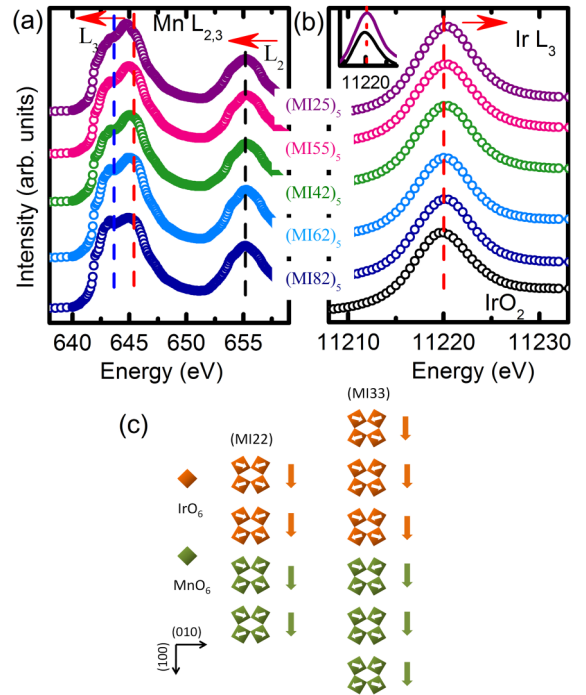 (a)
Mn L2,3
L3
L2
Intensity (arb. units)
640
645
650
655
Energy (eV)
(MI25)5
(MI55)5
(MI42)5
(MI62)5
(MI82)5
(b)
Ir L3
11220
IrO2
11210
11220
11230
Energy (eV)
(c)
(MI22)
(MI33)
IrO6
MnO6
(010)
(100)